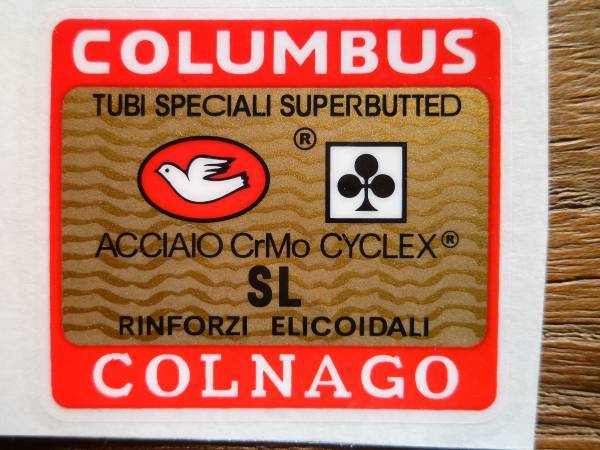 COLUMBUS
TUBI SPECIALI SUPERBUTTED
®
ACCIAIO CrMo CYCLEX®
SL
RINFORZI ELICOIDALI
COLNAGO